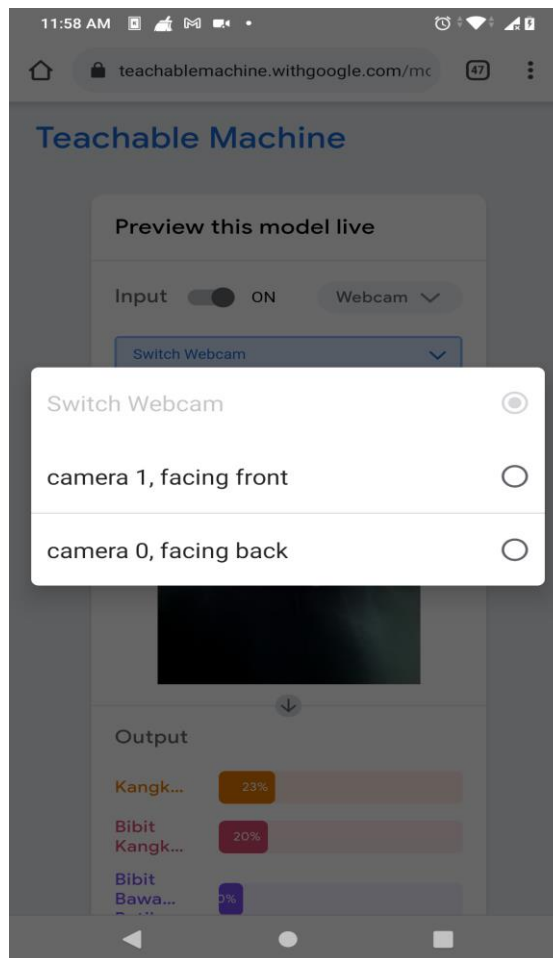 11:58 AM
teachablemachine.withgoogle.com/mc
47
Teachable Machine
Preview this model live
Input ON Webcam
Switch Webcam
Switch Webcam
camera 1, facing front
camera 0, facing back
Output
Kangk... 23%
Bibit
Kangk... 20%
Bibit
Bawa... 0%